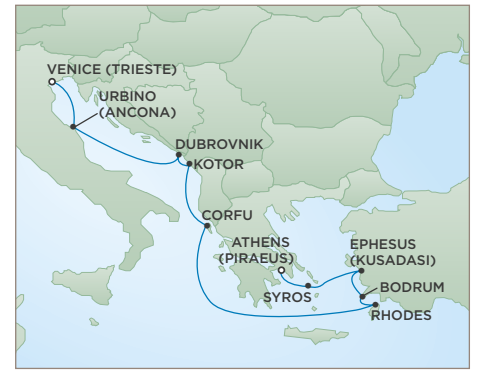 VENICE (TRIESTE)
URBINO
(ANCONA)
DUBROVNIK
KOTOR
CORFU
ATHENS
(PIRAEUS)
EPHESUS
(KUSADASI)
BODRUM
SYROS
RHODES